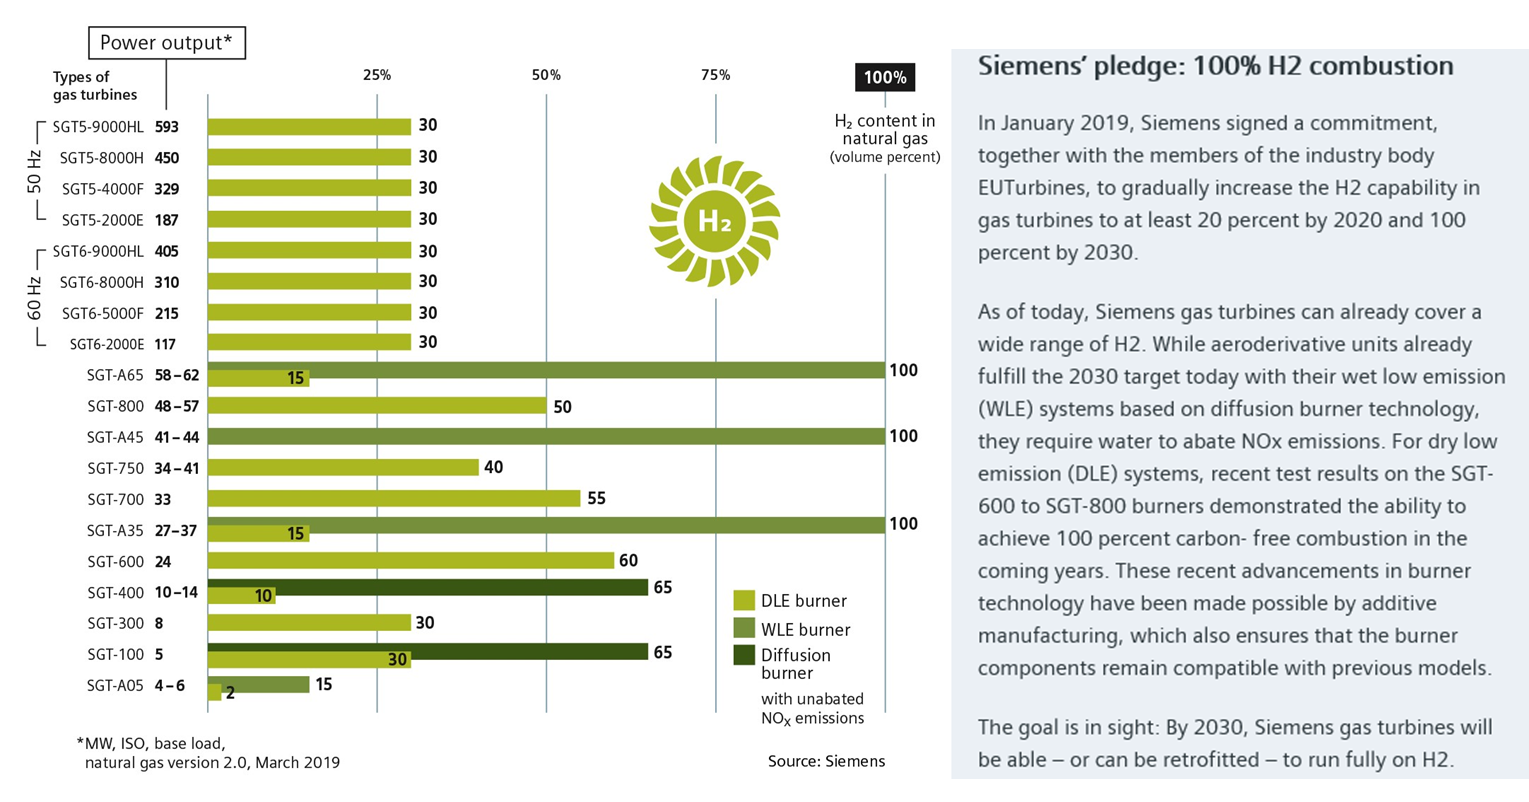 Power output*
Types of
gas turbines
25%
50%
75%
100%
H₂ content in
natural gas
(volume percent)
50 Hz
SGT5-9000HL 593 30
SGT5-8000H 450 30
SGT5-4000F 329 30
SGT5-2000E 187 30
60 Hz
SGT6-9000HL 405 30
SGT6-8000H 310 30
SGT6-5000F 215 30
SGT6-2000E 117 30
SGT-A65 58–62 15 100
SGT-800 48–57 50
SGT-A45 41–44 100
SGT-750 34–41 40
SGT-700 33 55
SGT-A35 27–37 15 100
SGT-600 24 60
SGT-400 10–14 10 65
SGT-300 8 30
SGT-100 5 30 65
SGT-A05 4–6 2 15
H₂
DLE burner
WLE burner
Diffusion
burner
with unabated
NOx emissions
*MW, ISO, base load,
natural gas version 2.0, March 2019
Source: Siemens
Siemens’ pledge: 100% H2 combustion
In January 2019, Siemens signed a commitment,
together with the members of the industry body
EUTurbines, to gradually increase the H2 capability in
gas turbines to at least 20 percent by 2020 and 100
percent by 2030.
As of today, Siemens gas turbines can already cover a
wide range of H2. While aeroderivative units already
fulfill the 2030 target today with their wet low emission
(WLE) systems based on diffusion burner technology,
they require water to abate NOx emissions. For dry low
emission (DLE) systems, recent test results on the SGT-
600 to SGT-800 burners demonstrated the ability to
achieve 100 percent carbon- free combustion in the
coming years. These recent advancements in burner
technology have been made possible by additive
manufacturing, which also ensures that the burner
components remain compatible with previous models.
The goal is in sight: By 2030, Siemens gas turbines will
be able – or can be retrofitted – to run fully on H2.